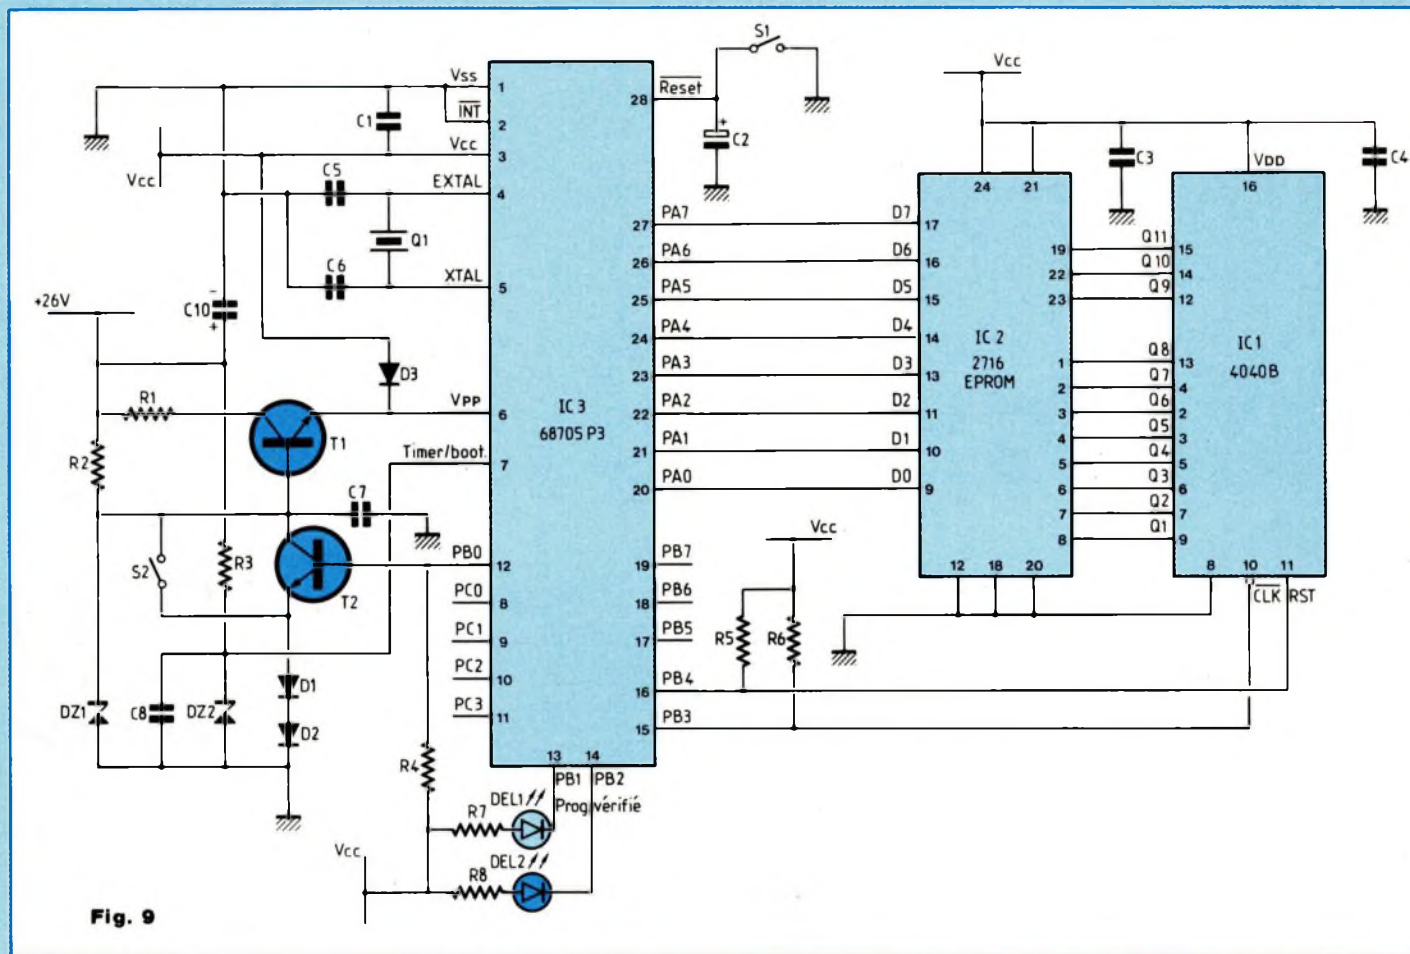 S1
Vss
1
INT
2
C1
Vcc
3
Vcc
C5
EXTAL
4
Q1
C6
XTAL
5
+26V
C10
-
+
D3
R1
VPP
6
T1
R2
Timer/boot.
7
C7
S2
R3
T2
PB0
12
PC0
8
PC1
9
PC2
10
PC3
11
DZ1
C8
DZ2
D1
D2
R4
IC 3
68705 P3
28
Reset
+
C2
27
PA7
26
PA6
25
PA5
24
PA4
23
PA3
22
PA2
21
PA1
20
PA0
19
PB7
18
PB6
17
PB5
16
PB4
15
PB3
13
14
PB1
PB2
Prog vérifié
DEL1
R7
DEL2
R8
Vcc
Vcc
R5
R6
Vcc
24
21
C3
VDD
16
C4
D7
17
D6
16
D5
15
D4
14
D3
13
D2
11
D1
10
D0
9
IC 2
2716
EPROM
19
Q11
15
22
Q10
14
23
Q9
12
1
Q8
13
2
Q7
4
3
Q6
2
4
Q5
3
5
Q4
5
6
Q3
6
7
Q2
7
8
Q1
9
IC1
4040B
12
18
20
8
10
11
CLK
RST
Fig. 9